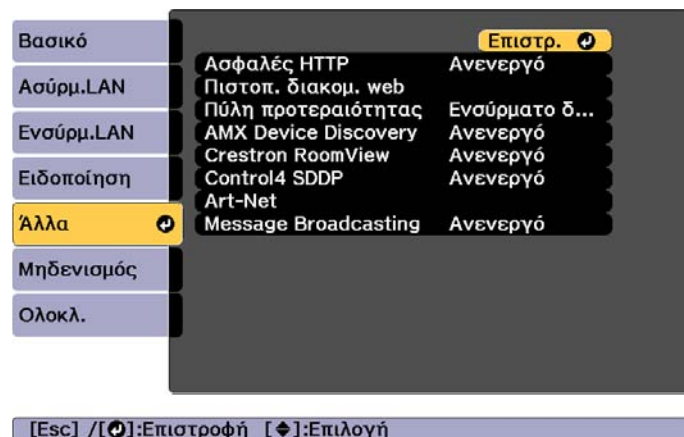 Βασικό
Ασύρμ.LAN
Ενσύρμ.LAN
Ειδοποίηση
Άλλα
Μηδενισμός
Ολοκλ.
Επιστρ.
Ασφαλές HTTP Ανενεργό
Πιστοπ. διακομ. web
Πύλη προτεραιότητας Ενσύρματο δ...
AMX Device Discovery Ανενεργό
Crestron RoomView Ανενεργό
Control4 SDDP Ανενεργό
Art-Net
Message Broadcasting Ανενεργό
[Esc] /[ ]:Επιστροφή [ ]:Επιλογή